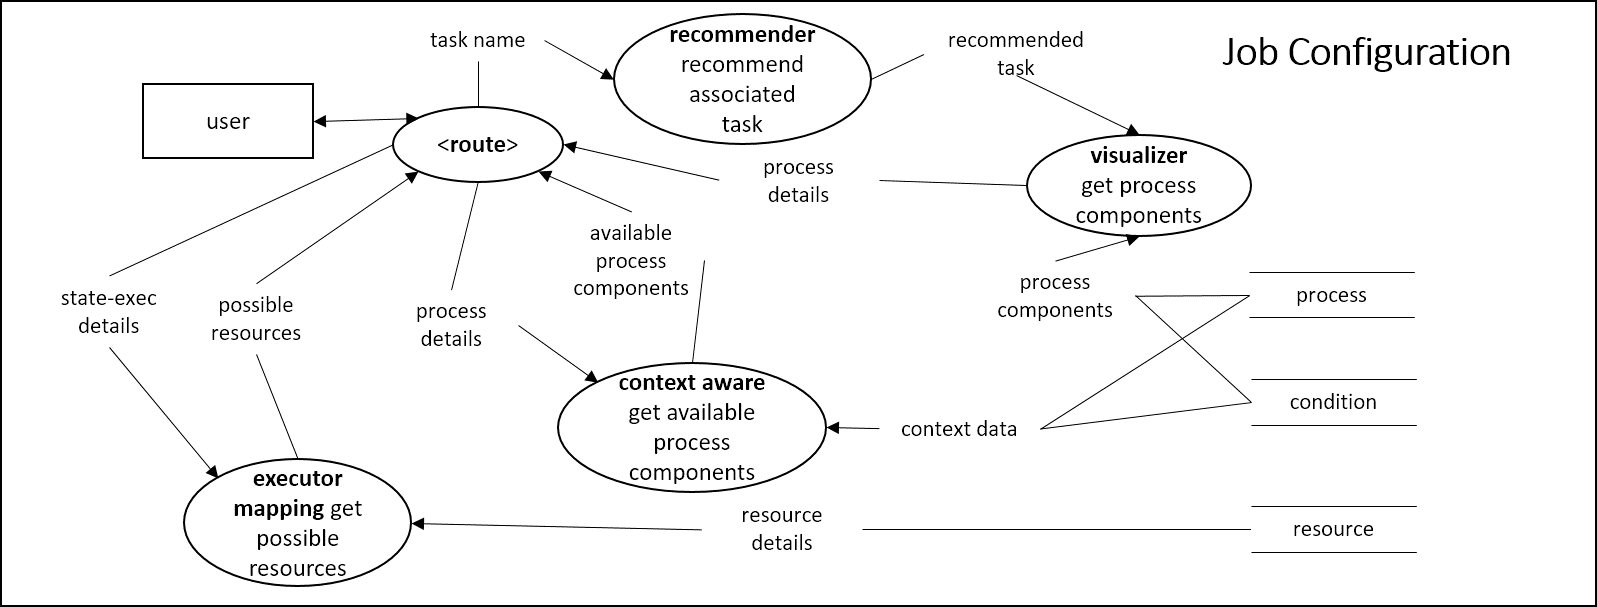 Job Configuration
task name
recommender
recommend
associated
task
recommended
task
user
<route>
process
details
visualizer
get process
components
available
process
components
process
components
process
state-exec
details
possible
resources
process
details
context aware
get available
process
components
context data
condition
executor
mapping get
possible
resources
resource
details
resource